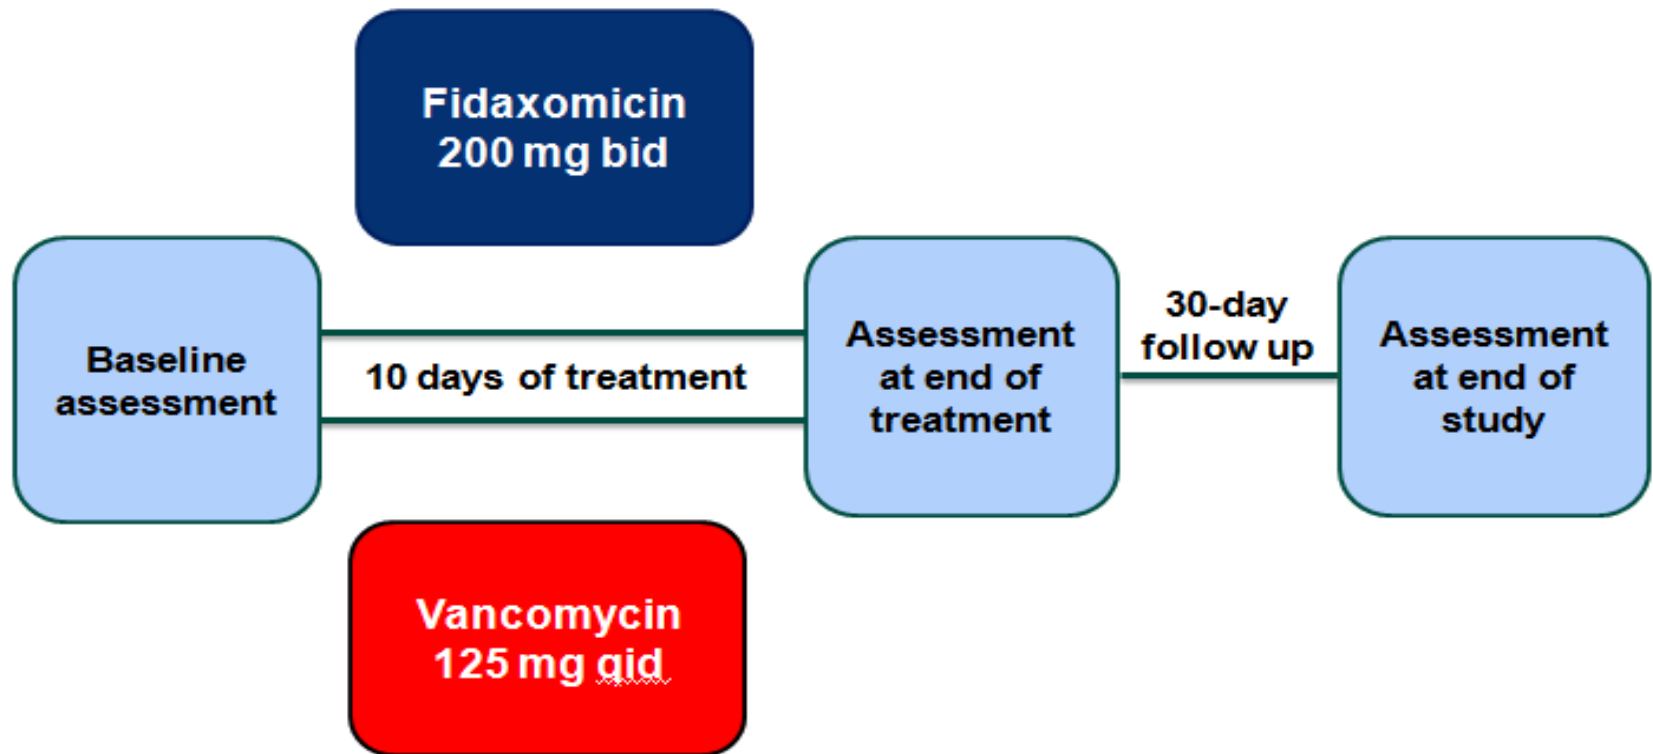 Fidaxomicin
200 mg bid
Baseline
assessment
10 days of treatment
Vancomycin
125 mg qid
Assessment
at end of
treatment
30-day
follow up
Assessment
at end of
study